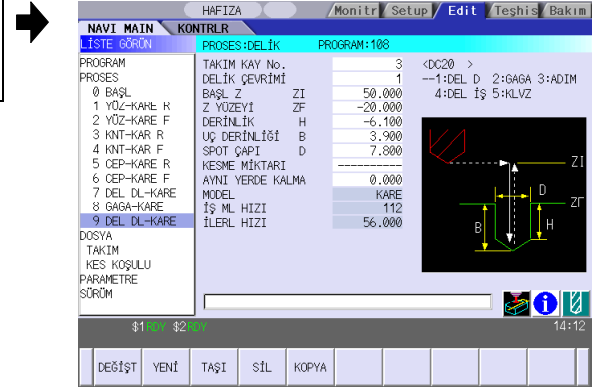 HAFIZA
Monitr Setup Edit Teşhis Bakım
NAVI MAIN KONTRLR
LİSTE GÖRÜN
PROSES:DELİK PROGRAM:108
PROGRAM
PROSES
0 BAŞL
1 YÜZ-KARE R
2 YÜZ-KARE F
3 KNT-KAR R
4 KNT-KAR F
5 CEP-KARE R
6 CEP-KARE F
7 DEL DL-KARE
8 GAGA-KARE
9 DEL DL-KARE
DOSYA
TAKIM
KES KOŞULU
PARAMETRE
SÜRÜM
TAKIM KAY No. 3
DELİK ÇEVRİMİ 1
BAŞL Z ZI 50.000
Z YÜZEYİ ZF -20.000
DERİNLİK H -6.100
UÇ DERİNLİĞİ B 3.900
SPOT ÇAPI D 7.800
KESME MİKTARI ----------
AYNI YERDE KALMA 0.000
MODEL KARE
İŞ ML HIZI 112
İLERL HIZI 56.000
<DC20 >
--1:DEL D 2:GAGA 3:ADIM
4:DEL İŞ 5:KLVZ
ZI
D
ZF
B
H
$1 RDY $2 RDY
14:12
DEĞİŞT YENİ TAŞI SİL KOPYA